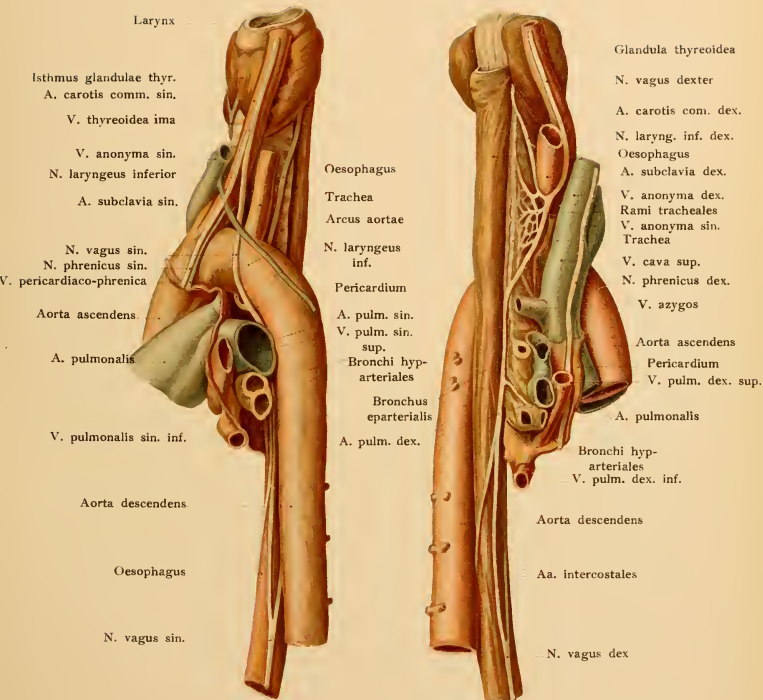 Larynx
Isthmus glandulae thyr.
A. carotis comm. sin.
V. thyreoidea ima
V. anonyma sin.
N. laryngeus inferior
A. subclavia sin.
N. vagus sin.
N. phrenicus sin.
V. pericardiaco-phrenica
Aorta ascendens
A. pulmonalis
V. pulmonalis sin. inf.
Aorta descendens
Oesophagus
N. vagus sin.
Oesophagus
Trachea
Arcus aortae
N. laryngeus
inf.
Pericardium
A. pulm. sin.
V. pulm. sin.
sup.
Bronchi hyp-
arteriales
Bronchus
eparterialis
A. pulm. dex.
Glandula thyreoidea
N. vagus dexter
A. carotis com. dex.
N. laryng. inf. dex.
Oesophagus
A. subclavia dex.
V. anonyma dex.
Rami tracheales
V. anonyma sin.
Trachea
V. cava sup.
N. phrenicus dex.
V. azygos
Aorta ascendens
Pericardium
V. pulm. dex. sup.
A. pulmonalis
Bronchi hyp-
arteriales
V. pulm. dex. inf.
Aorta descendens
Aa. intercostales
N. vagus dex